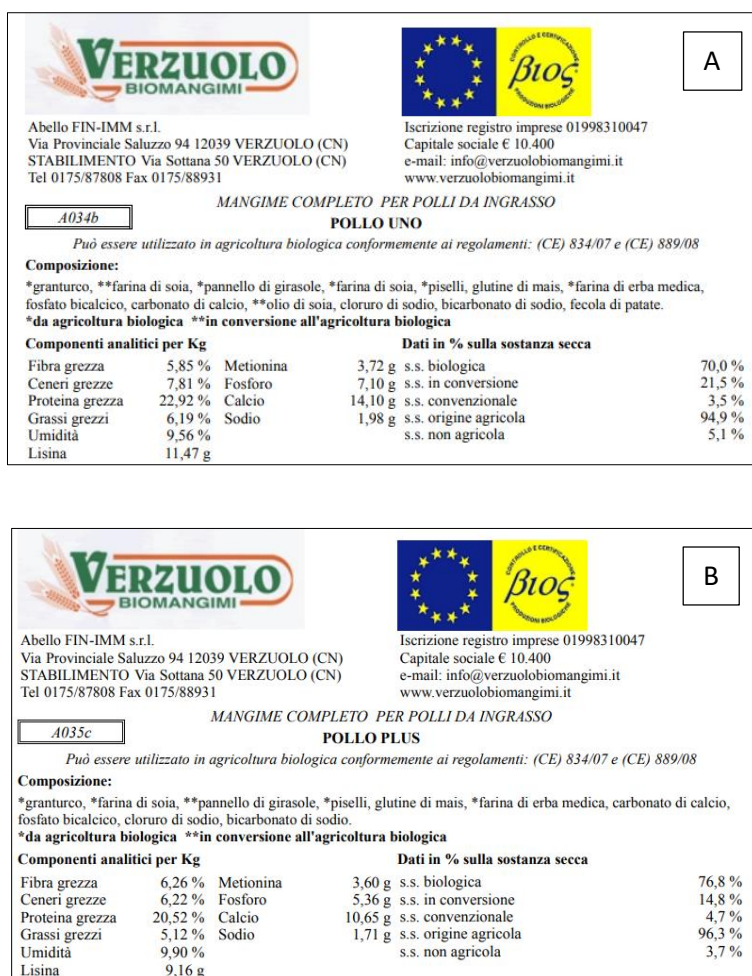 VERZUOLO
BIOMANGIMI
CONTROLLO E CERTIFICAZIONE
βιος
PRODUZIONI BIOLOGICHE
A
Abello FIN-IMM s.r.l.
Via Provinciale Saluzzo 94 12039 VERZUOLO (CN)
STABILIMENTO Via Sottana 50 VERZUOLO (CN)
Tel 0175/87808 Fax 0175/88931
Iscrizione registro imprese 01998310047
Capitale sociale € 10.400
e-mail: info@verzuolobiomangimi.it
www.verzuolobiomangimi.it
MANGIME COMPLETO PER POLLI DA INGRASSO
A034b
POLLO UNO
Può essere utilizzato in agricoltura biologica conformemente ai regolamenti: (CE) 834/07 e (CE) 889/08
Composizione:
*granturco, **farina di soia, *pannello di girasole, *farina di soia, *piselli, glutine di mais, *farina di erba medica,
fosfato bicalcico, carbonato di calcio, **olio di soia, cloruro di sodio, bicarbonato di sodio, fecola di patate.
*da agricoltura biologica **in conversione all'agricoltura biologica
Componenti analitici per Kg Dati in % sulla sostanza secca
Fibra grezza 5,85 % Metionina 3,72 g s.s. biologica 70,0 %
Ceneri grezze 7,81 % Fosforo 7,10 g s.s. in conversione 21,5 %
Proteina grezza 22,92 % Calcio 14,10 g s.s. convenzionale 3,5 %
Grassi grezzi 6,19 % Sodio 1,98 g s.s. origine agricola 94,9 %
Umidità 9,56 % s.s. non agricola 5,1 %
Lisina 11,47 g
VERZUOLO
BIOMANGIMI
CONTROLLO E CERTIFICAZIONE
βιος
PRODUZIONI BIOLOGICHE
B
Abello FIN-IMM s.r.l.
Via Provinciale Saluzzo 94 12039 VERZUOLO (CN)
STABILIMENTO Via Sottana 50 VERZUOLO (CN)
Tel 0175/87808 Fax 0175/88931
Iscrizione registro imprese 01998310047
Capitale sociale € 10.400
e-mail: info@verzuolobiomangimi.it
www.verzuolobiomangimi.it
MANGIME COMPLETO PER POLLI DA INGRASSO
A035c
POLLO PLUS
Può essere utilizzato in agricoltura biologica conformemente ai regolamenti: (CE) 834/07 e (CE) 889/08
Composizione:
*granturco, *farina di soia, **pannello di girasole, *piselli, glutine di mais, *farina di erba medica, carbonato di calcio,
fosfato bicalcico, cloruro di sodio, bicarbonato di sodio.
*da agricoltura biologica **in conversione all'agricoltura biologica
Componenti analitici per Kg Dati in % sulla sostanza secca
Fibra grezza 6,26 % Metionina 3,60 g s.s. biologica 76,8 %
Ceneri grezze 6,22 % Fosforo 5,36 g s.s. in conversione 14,8 %
Proteina grezza 20,52 % Calcio 10,65 g s.s. convenzionale 4,7 %
Grassi grezzi 5,12 % Sodio 1,71 g s.s. origine agricola 96,3 %
Umidità 9,90 % s.s. non agricola 3,7 %
Lisina 9,16 g